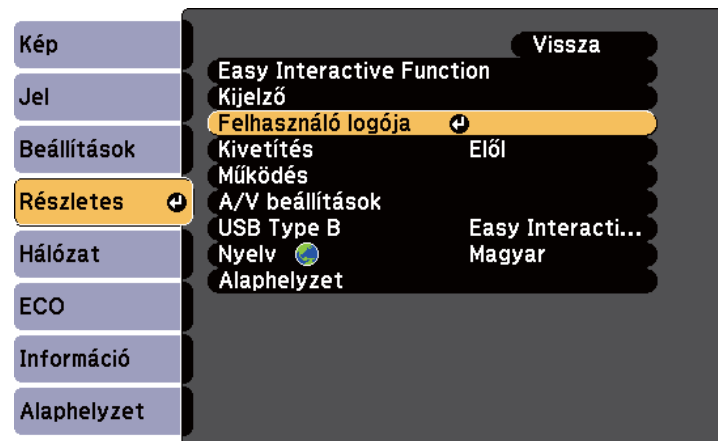 Kép
Jel
Beállítások
Részletes
Hálózat
ECO
Információ
Alaphelyzet
Vissza
Easy Interactive Function
Kijelző
Felhasználó logója
Kivetítés Elől
Működés
A/V beállítások
USB Type B Easy Interacti...
Nyelv Magyar
Alaphelyzet